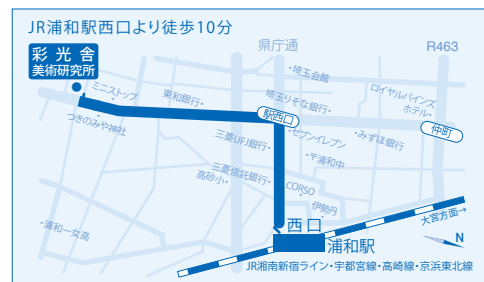 JR浦和駅西口より徒歩10分
彩光舎
美術研究所
県庁通
R463
・埼玉会館
ミニストップ
東和銀行・
埼玉りそな銀行・
ロイヤルパインズ
ホテル・
駅西口
仲町
つきのみや神社
三菱UFJ銀行・
・セブンイレブン
・みずほ銀行
・干浦和中
三菱信託銀行・
高砂小・
CORSO
伊勢丹
・浦和一女高
西口
浦和駅
大宮方面→
N
JR湘南新宿ライン・宇都宮線・高崎線・京浜東北線